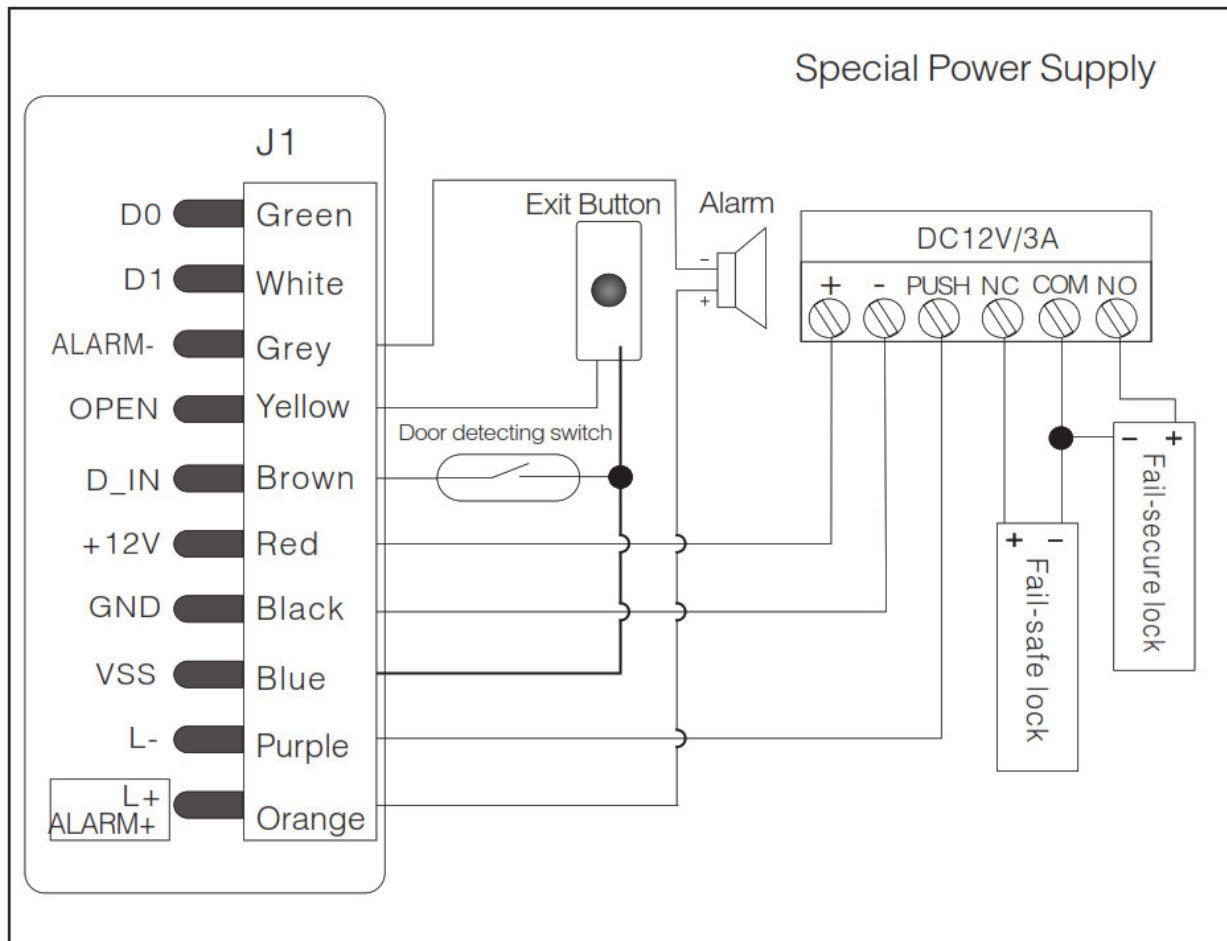 Special Power Supply
J1
D0 Green
D1 White
ALARM- Grey
OPEN Yellow
D_IN Brown
+12V Red
GND Black
VSS Blue
L- Purple
L+
ALARM+ Orange
Exit Button
Alarm
-
+
Door detecting switch
DC12V/3A
+ - PUSH NC COM NO
+ -
Fail-safe lock
- +
Fail-secure lock